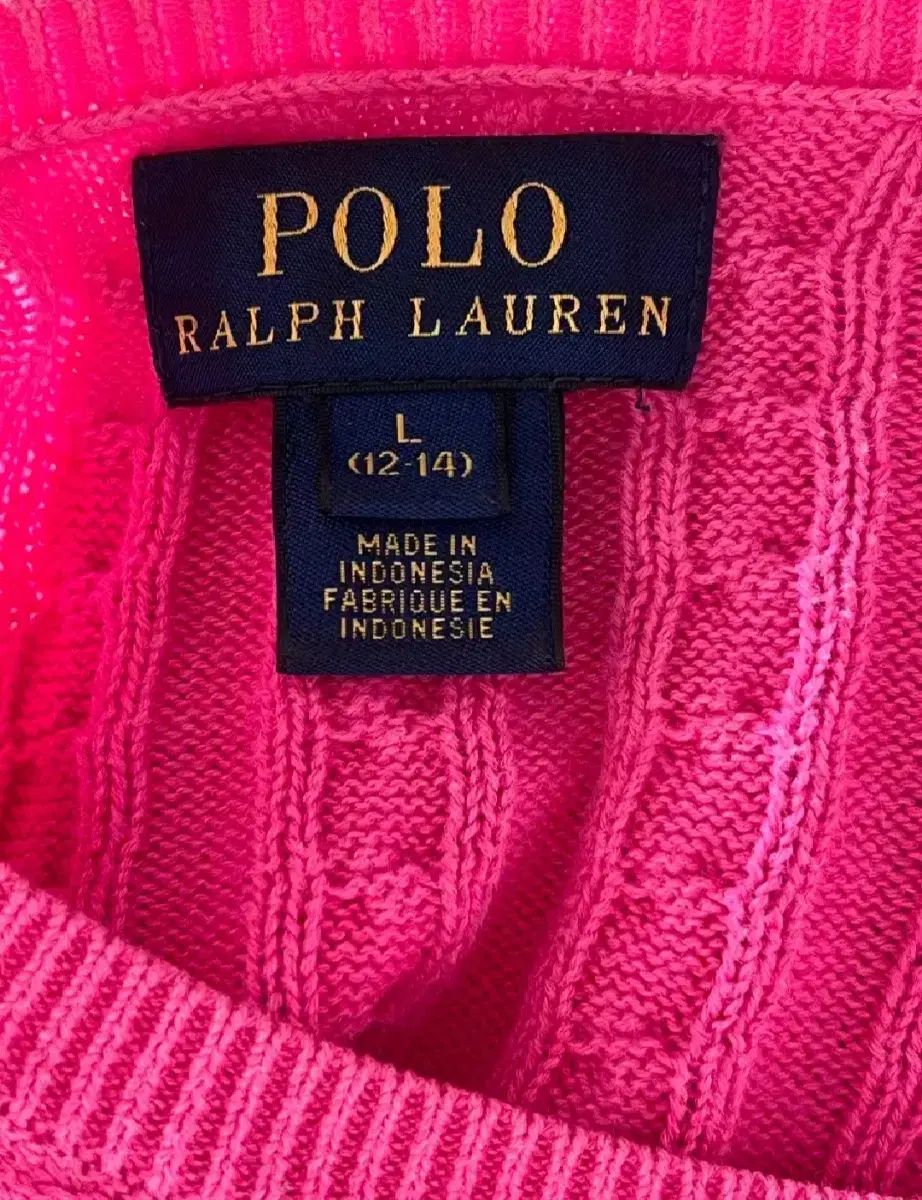 POLO
RALPH LAUREN
L
(12-14)
MADE IN
INDONESIA
FABRIQUE EN
INDONESIE